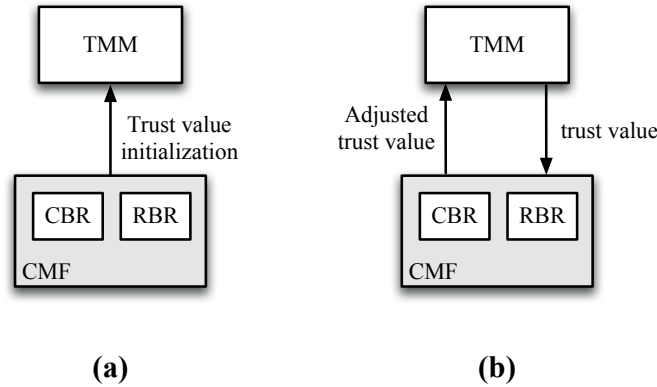 TMM
Trust value
initialization
CBR
RBR
CMF
(a)
TMM
Adjusted
trust value
trust value
CBR
RBR
CMF
(b)